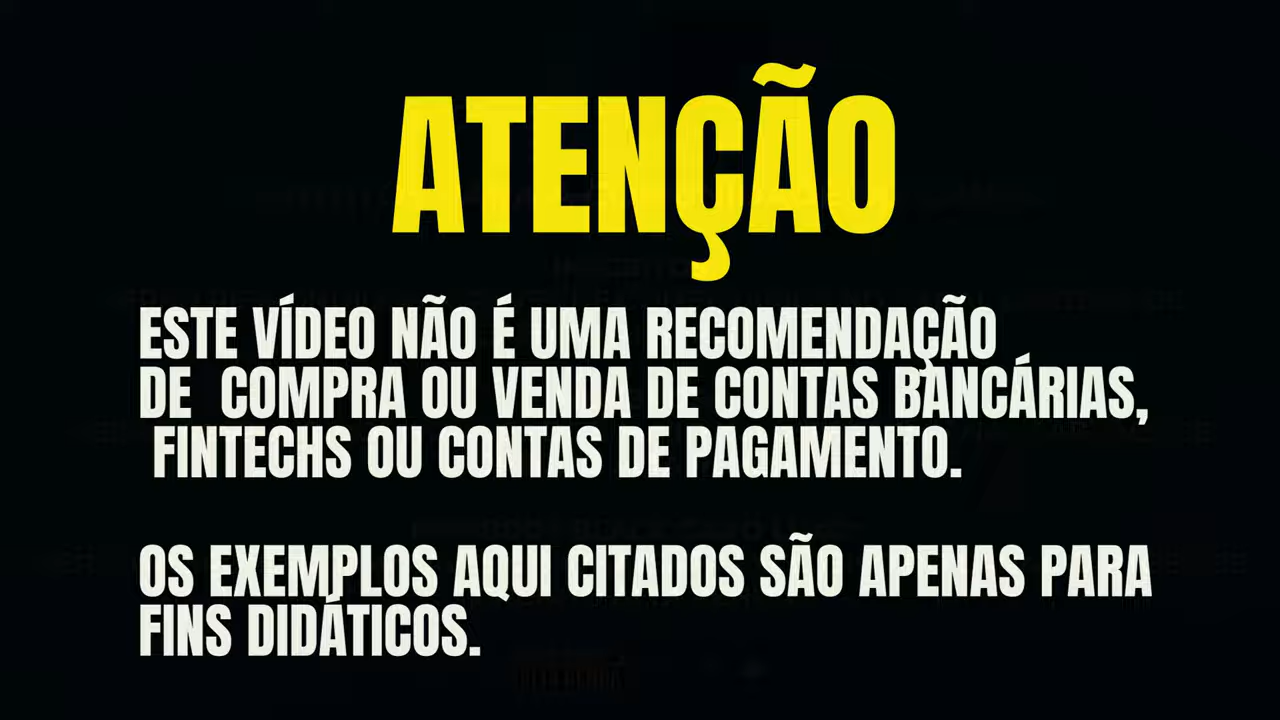 ATENÇÃO
ESTE VÍDEO NÃO É UMA RECOMENDAÇÃO
DE COMPRA OU VENDA DE CONTAS BANCÁRIAS,
FINTECHS OU CONTAS DE PAGAMENTO.
OS EXEMPLOS AQUI CITADOS SÃO APENAS PARA
FINS DIDÁTICOS.